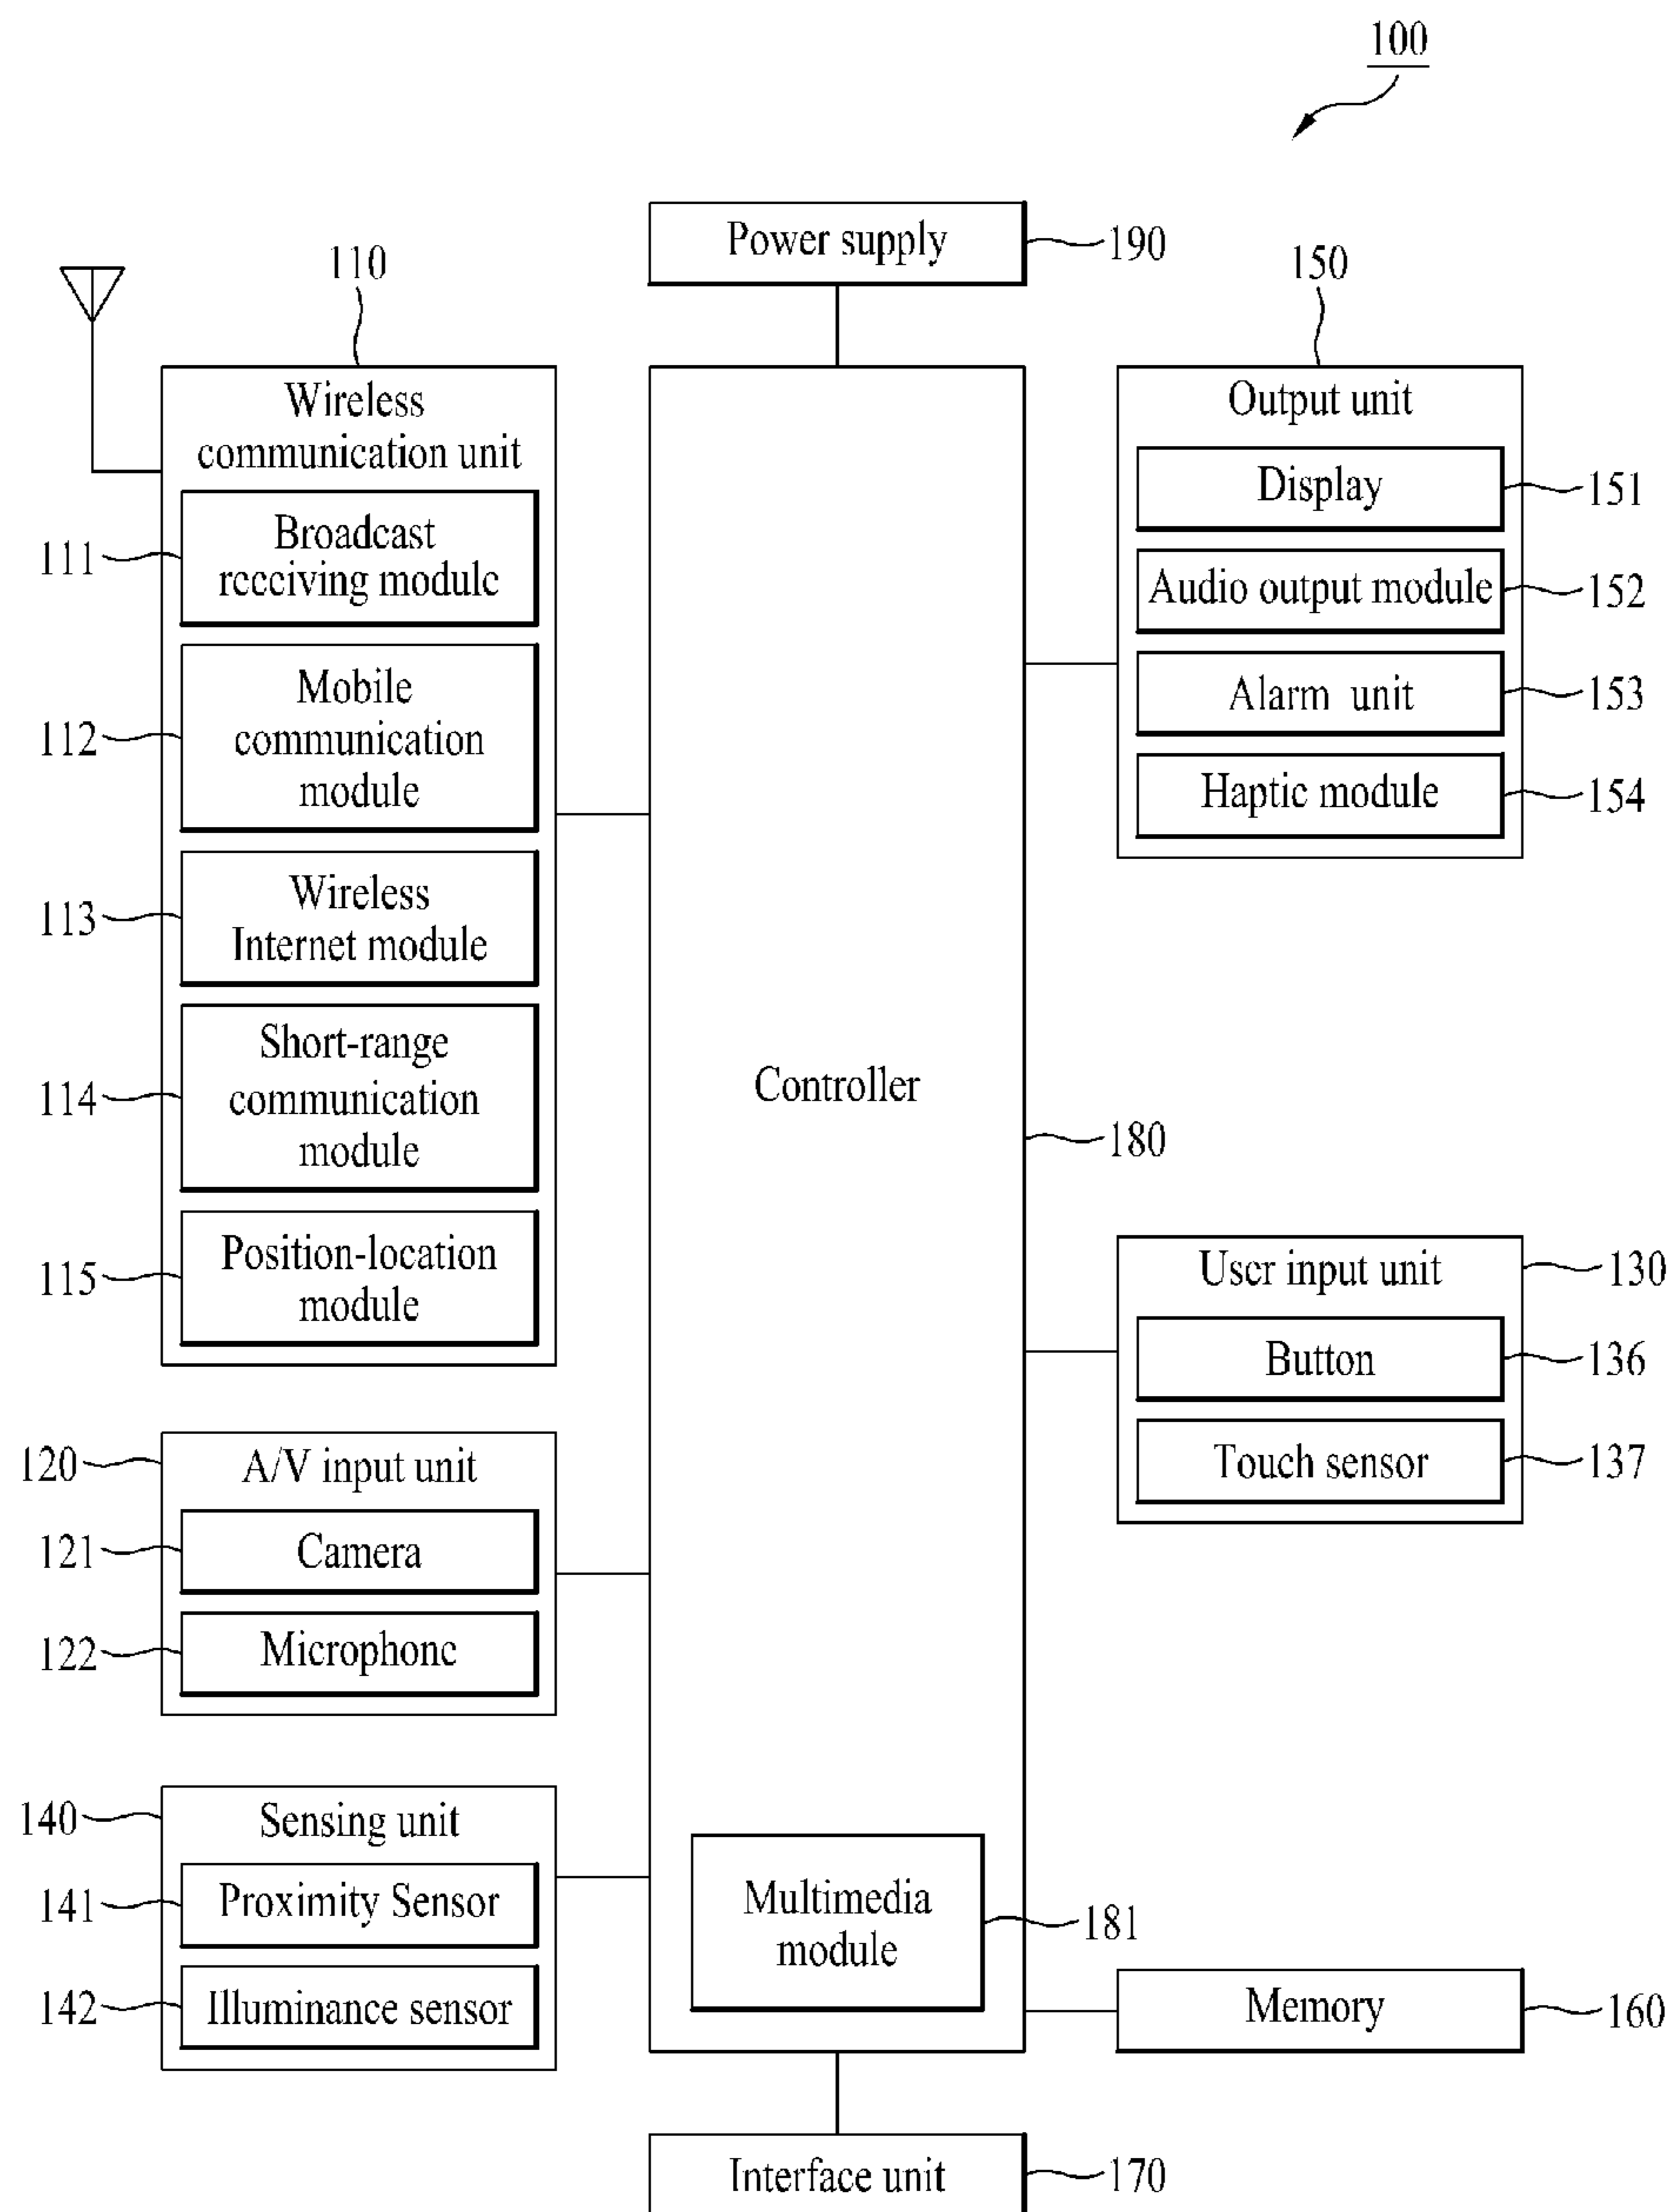 100
Power supply
190
110
150
Wireless
communication unit
Output unit
Display
151
Broadcast
receiving module
111
Audio output module
152
Mobile
communication
module
112
Alarm unit
153
Haptic module
154
Wireless
Internet module
113
Short-range
communication
module
114
Controller
180
Position-location
module
115
User input unit
130
Button
136
Touch sensor
137
120
A/V input unit
121
Camera
122
Microphone
140
Sensing unit
141
Proximity Sensor
142
Illuminance sensor
Multimedia
module
181
Memory
160
Interface unit
170